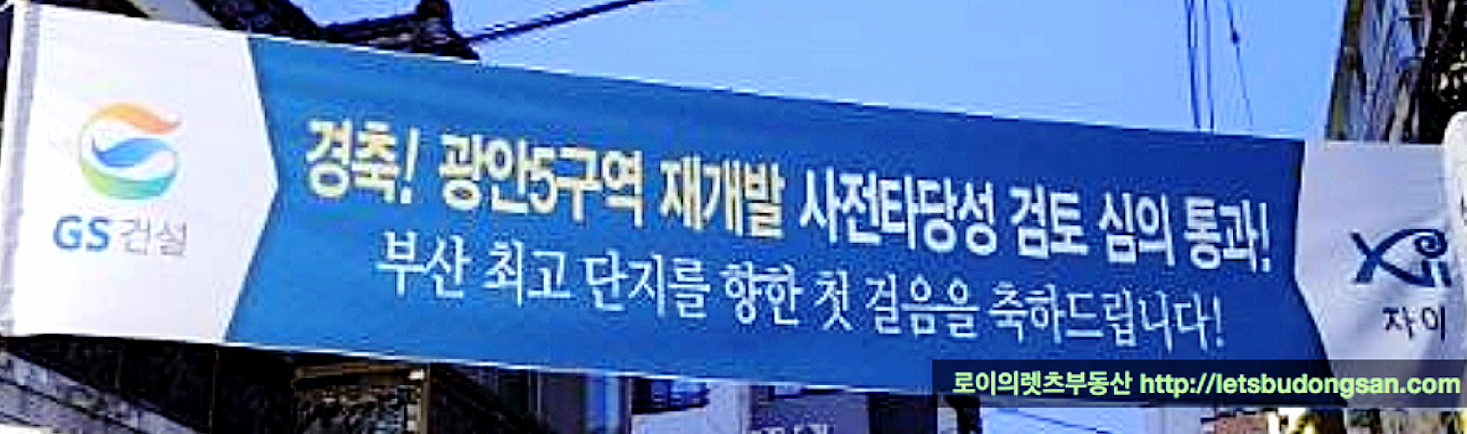 GS건설
경축! 광안5구역 재개발 사전타당성 검토 심의 통과!
부산 최고 단지를 향한 첫 걸음을 축하드립니다!
Xi
자이
로이의렛츠부동산 http://letsbudongsan.com